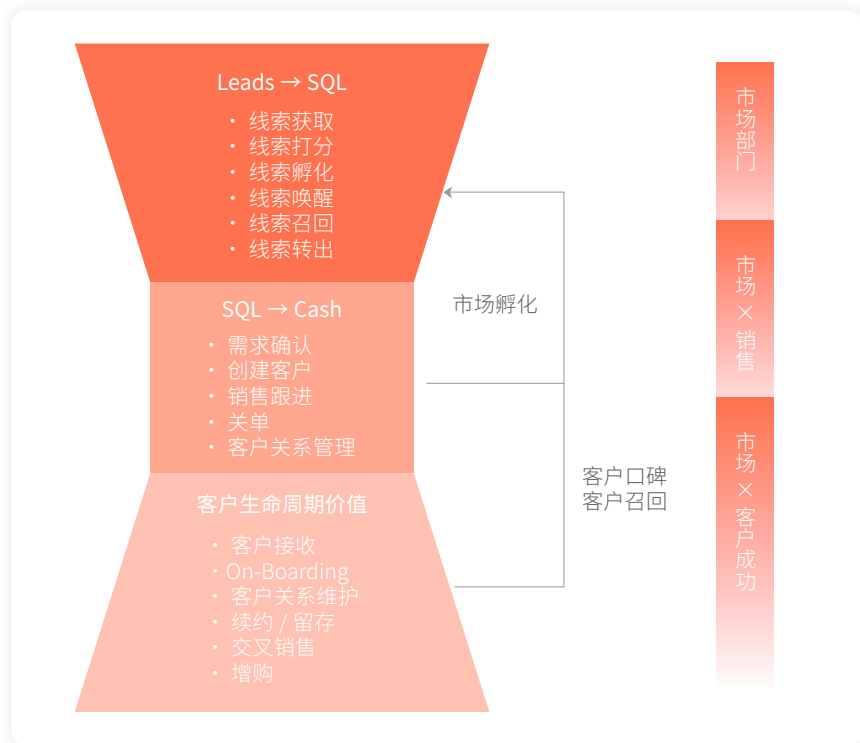 Leads → SQL
· 线索获取
· 线索打分
· 线索孵化
· 线索唤醒
· 线索召回
· 线索转出
SQL → Cash
· 需求确认
· 创建客户
· 销售跟进
· 关单
· 客户关系管理
客户生命周期价值
· 客户接收
· On-Boarding
· 客户关系维护
· 续约 / 留存
· 交叉销售
· 增购
市场孵化
客户口碑
客户召回
市场部门
市场 × 销售
市场 × 客户成功